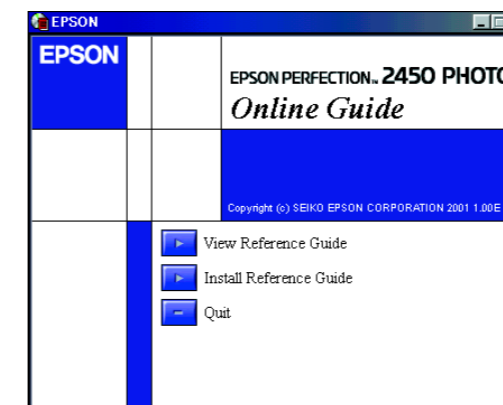 EPSON
EPSON
EPSON PERFECTION™ 2450 PHOTO
Online Guide
Copyright (c) SEIKO EPSON CORPORATION 2001 1.00E
View Reference Guide
Install Reference Guide
Quit